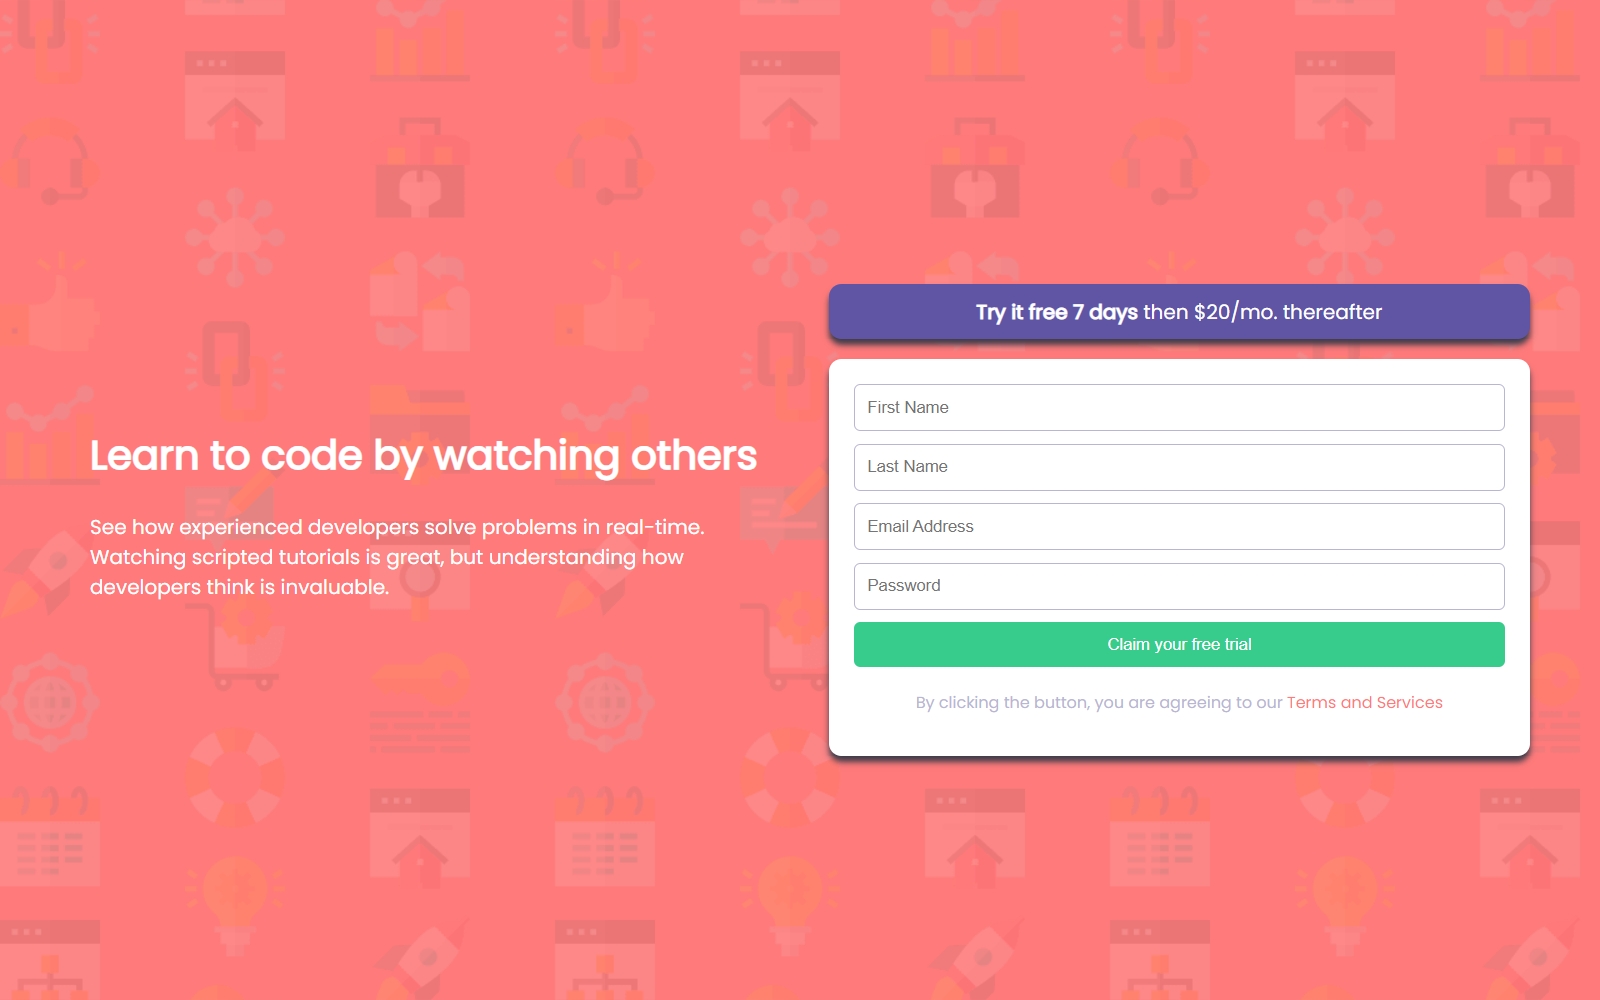 Learn to code by watching others
See how experienced developers solve problems in real-time.
Watching scripted tutorials is great, but understanding how
developers think is invaluable.
Try it free 7 days then $20/mo. thereafter
First Name
Last Name
Email Address
Password
Claim your free trial
By clicking the button, you are agreeing to our Terms and Services